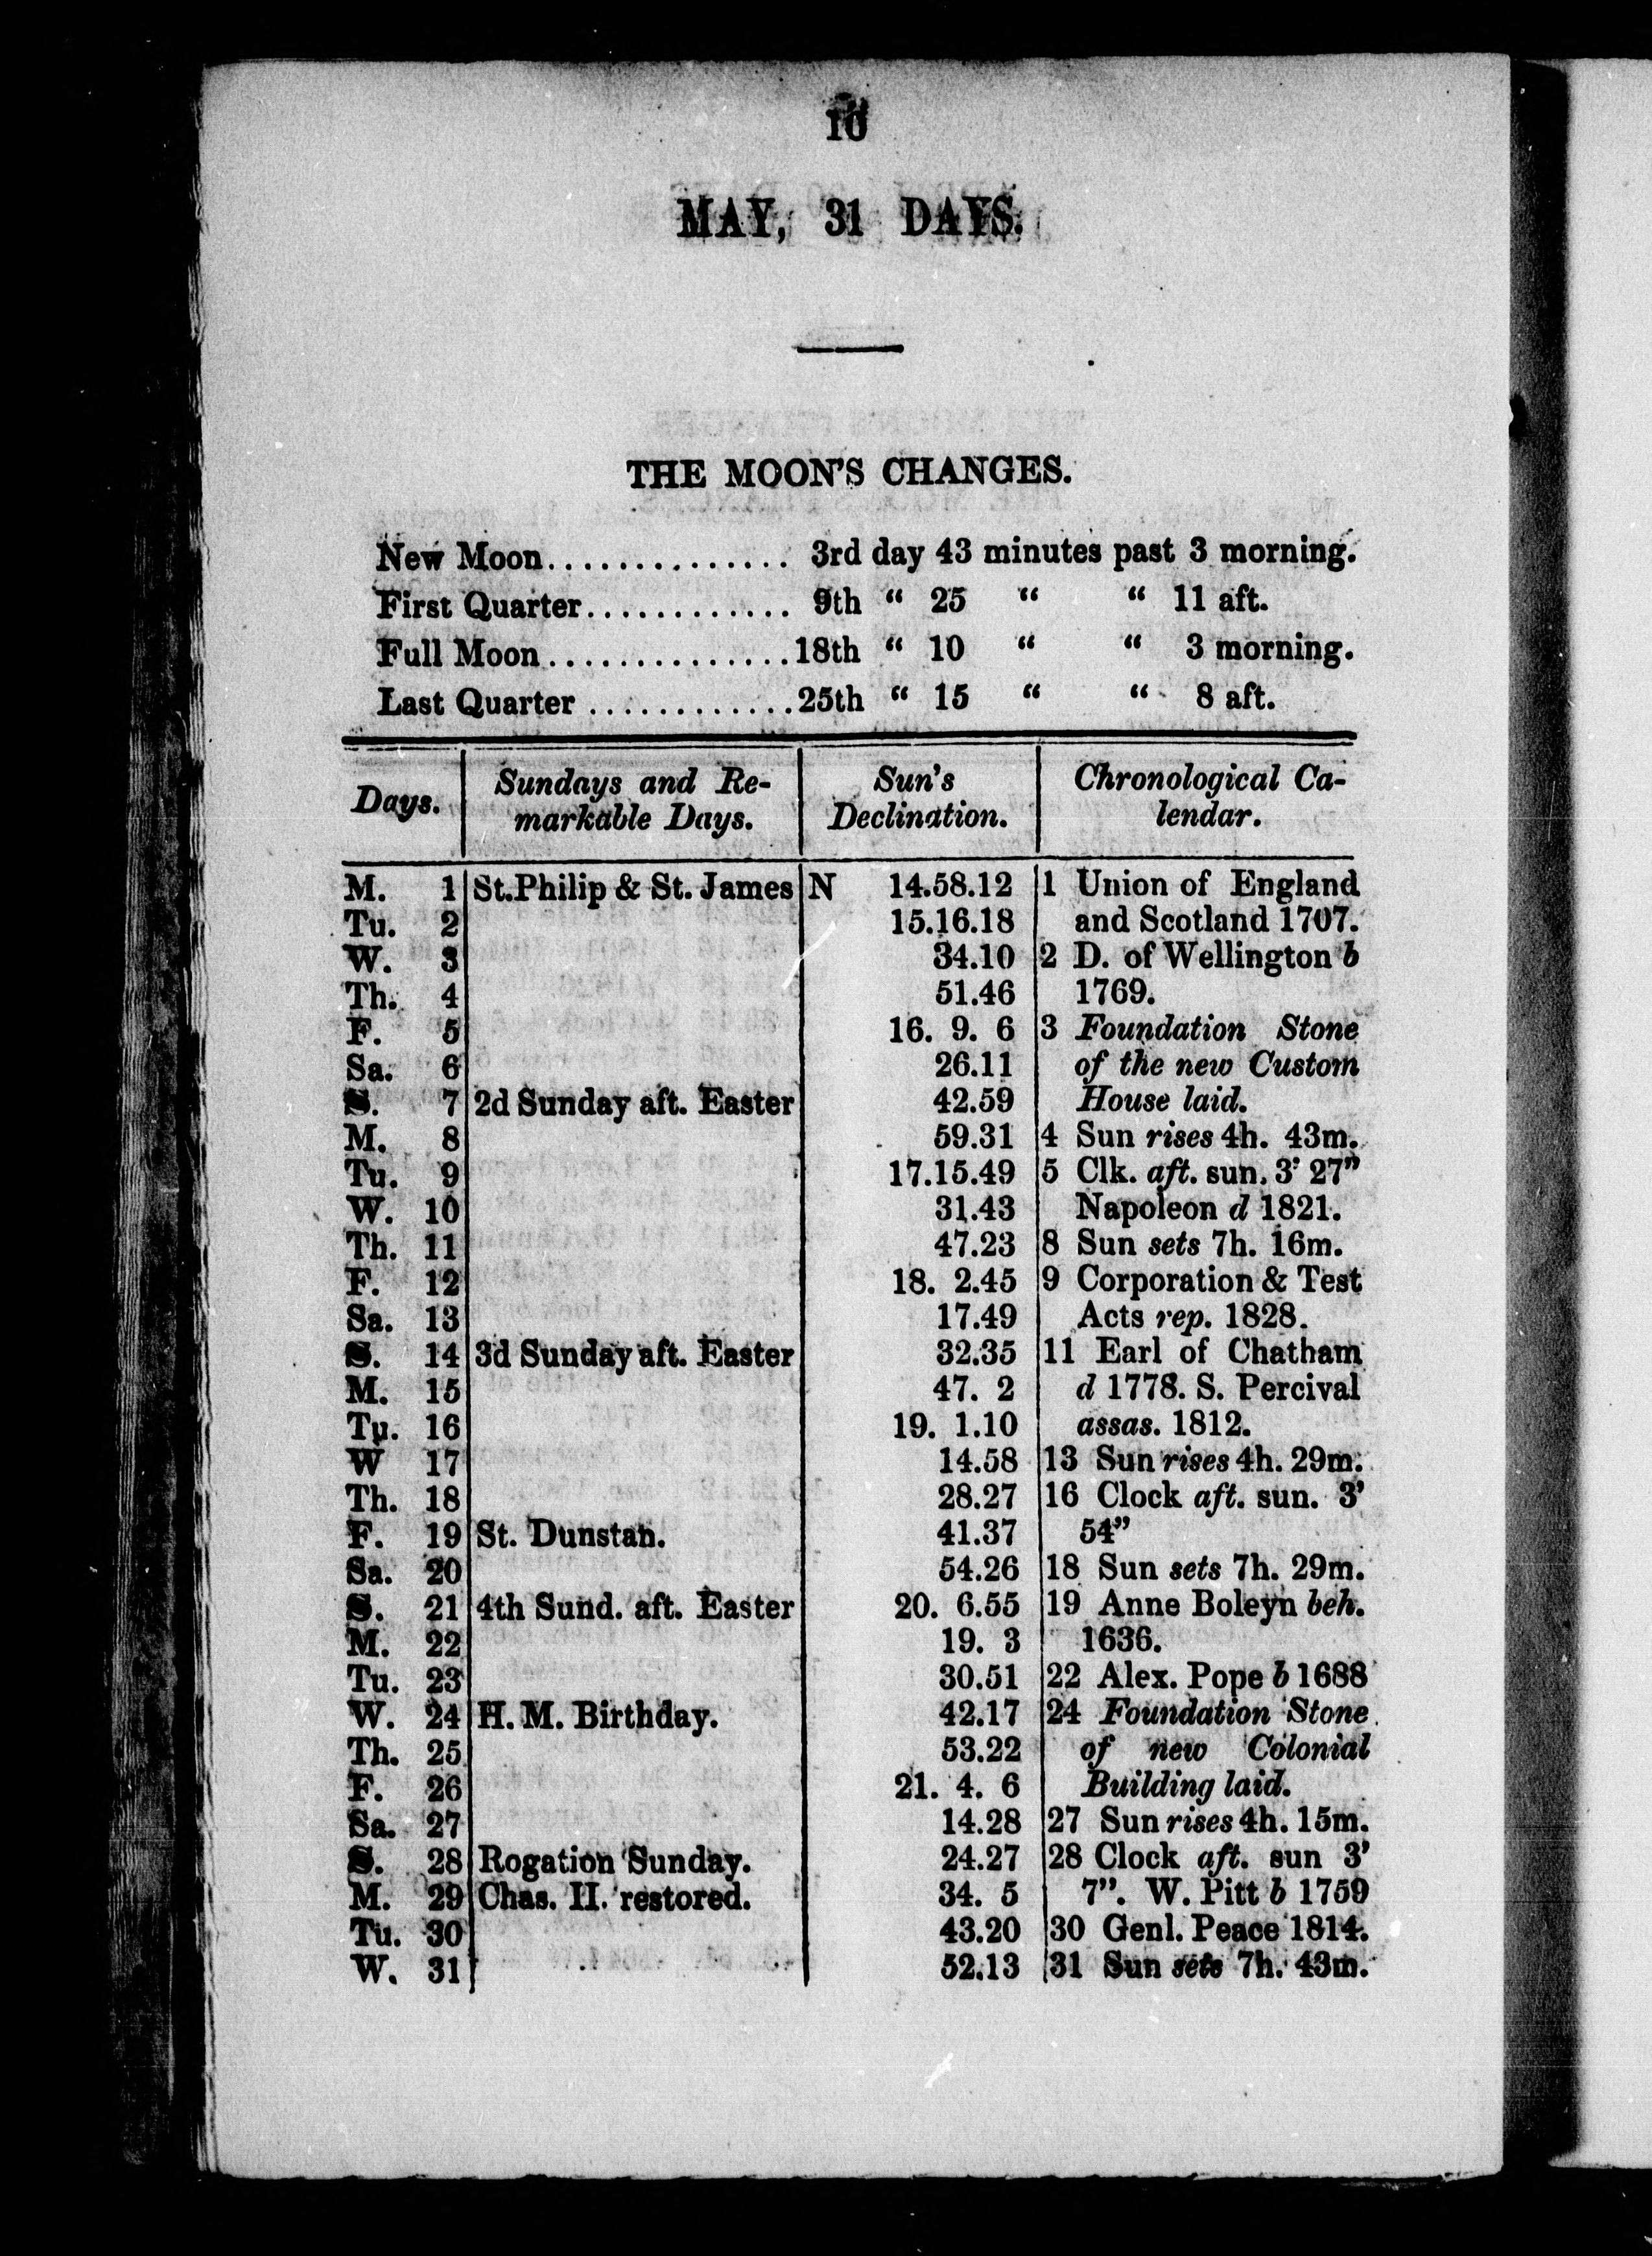 10
MAY, 31 DAYS.
THE MOON'S CHANGES.
New Moon.............. 3rd day 43 minutes past 3 morning.
First Quarter............ 9th “ 25 “ “ 11 aft.
Full Moon..............18th “ 10 “ “ 3 morning.
Last Quarter ............25th “ 15 “ “ 8 aft.
Days. Sundays and Re- Sun's Chronological Ca-
markable Days. Declination. lendar.
M. 1 St.Philip & St. James N 14.58.12 1 Union of England
Tu. 2 15.16.18 and Scotland 1707.
W. 3 34.10 2 D. of Wellington b
Th. 4 51.46 1769.
F. 5 16. 9. 6 3 Foundation Stone
Sa. 6 26.11 of the new Custom
S. 7 2d Sunday aft. Easter 42.59 House laid.
M. 8 59.31 4 Sun rises 4h. 43m.
Tu. 9 17.15.49 5 Clk. aft. sun. 3' 27”
W. 10 31.43 Napoleon d 1821.
Th. 11 47.23 8 Sun sets 7h. 16m.
F. 12 18. 2.45 9 Corporation & Test
Sa. 13 17.49 Acts rep. 1828.
S. 14 3d Sunday aft. Easter 32.35 11 Earl of Chatham
M. 15 47. 2 d 1778. S. Percival
Tu. 16 19. 1.10 assas. 1812.
W 17 14.58 13 Sun rises 4h. 29m.
Th. 18 28.27 16 Clock aft. sun. 3'
F. 19 St. Dunstan. 41.37 54”
Sa. 20 54.26 18 Sun sets 7h. 29m.
S. 21 4th Sund. aft. Easter 20. 6.55 19 Anne Boleyn beh.
M. 22 19. 3 1636.
Tu. 23 30.51 22 Alex. Pope b 1688
W. 24 H. M. Birthday. 42.17 24 Foundation Stone
Th. 25 53.22 of new Colonial
F. 26 21. 4. 6 Building laid.
Sa. 27 14.28 27 Sun rises 4h. 15m.
S. 28 Rogation Sunday. 24.27 28 Clock aft. sun 3'
M. 29 Chas. II. restored. 34. 5 7”. W. Pitt b 1759
Tu. 30 43.20 30 Genl. Peace 1814.
W. 31 52.13 31 Sun sets 7h. 43m.